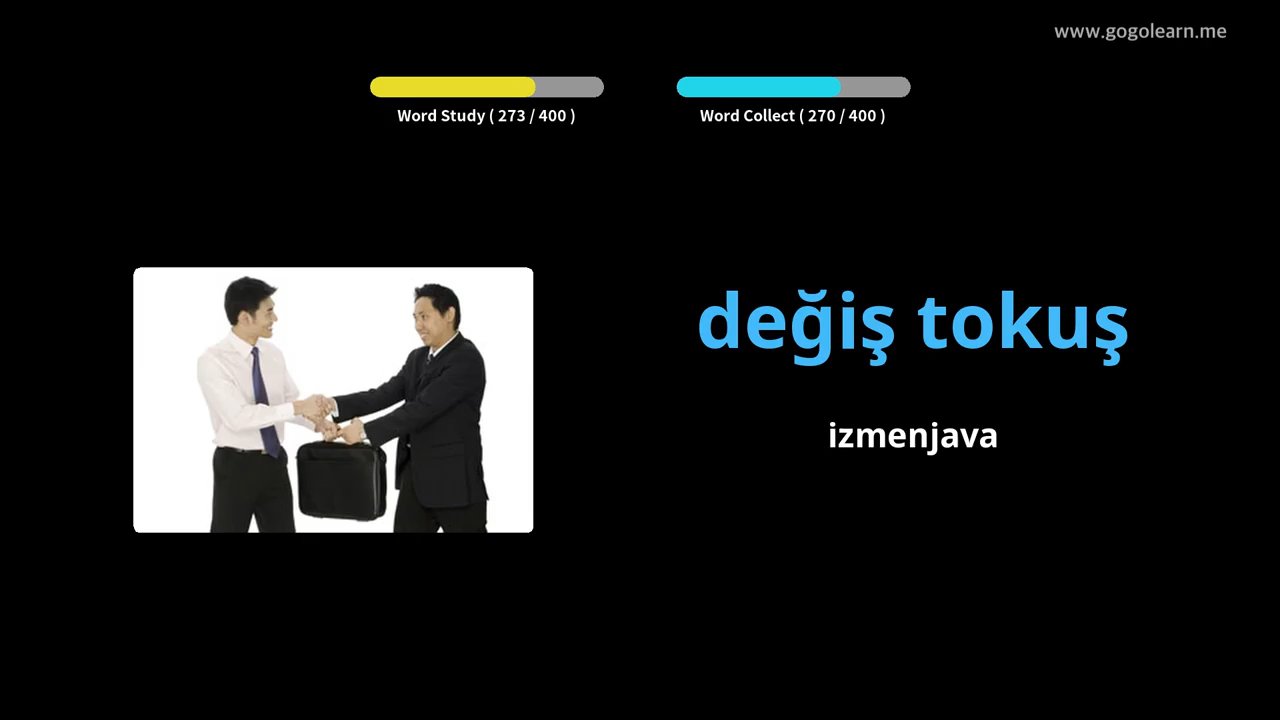 www.gogolearn.me
Word Study ( 273 / 400 )
Word Collect ( 270 / 400 )
değiş tokuş
izmenjava